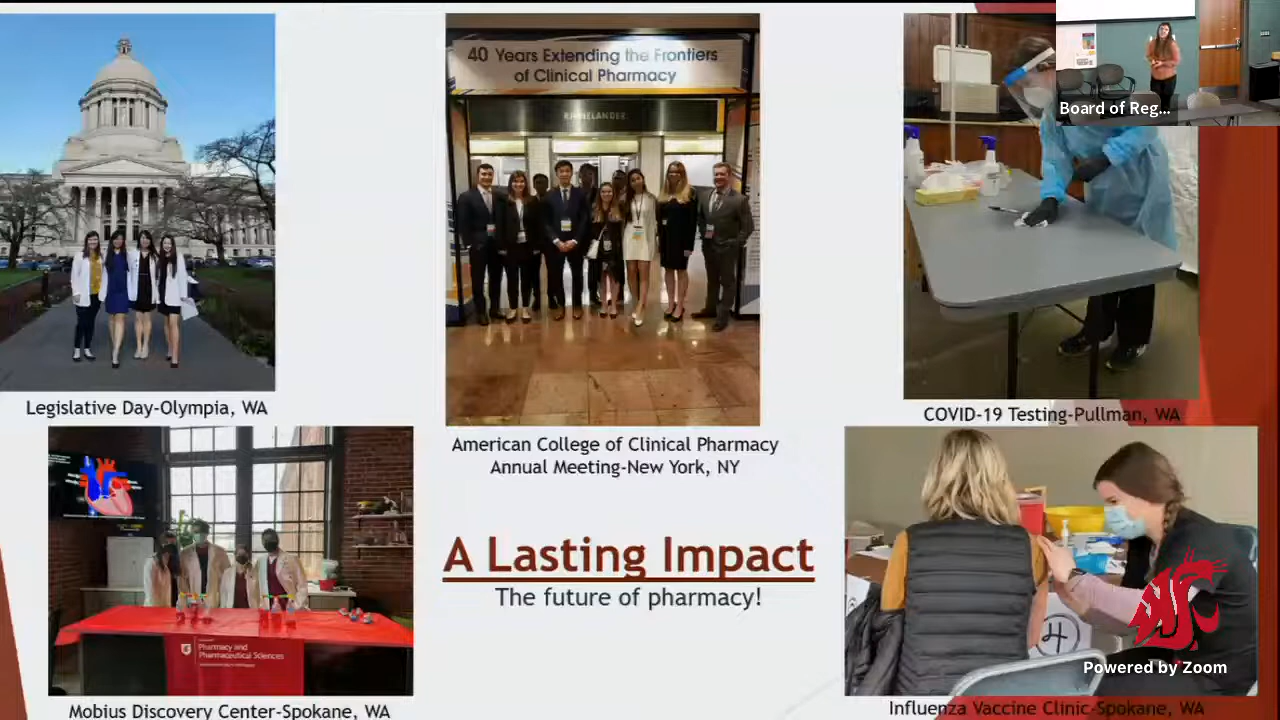 40 Years Extending the Frontiers
of Clinical Pharmacy
RHINELANDER
Board of Reg...
Legislative Day-Olympia, WA
American College of Clinical Pharmacy
Annual Meeting-New York, NY
COVID-19 Testing-Pullman, WA
A Lasting Impact
The future of pharmacy!
Pharmacy and
Pharmaceutical Sciences
Powered by Zoom
Mobius Discovery Center-Spokane, WA
Influenza Vaccine Clinic-Spokane, WA